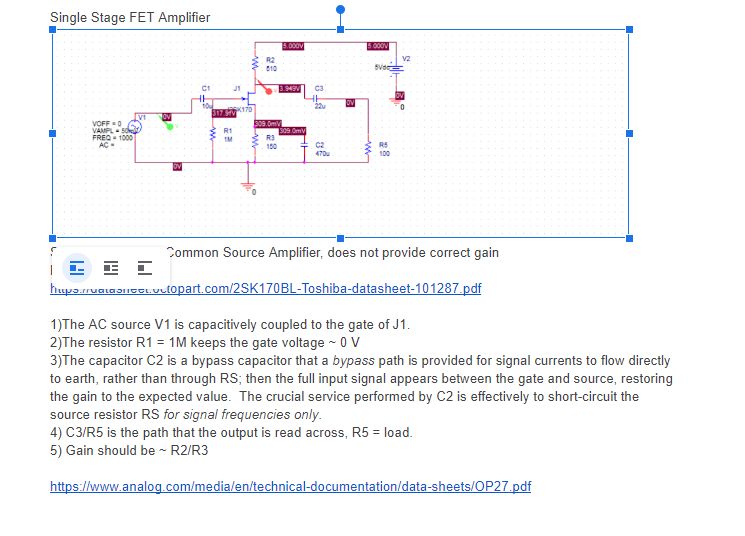 Single Stage FET Amplifier
5.000V
5.000V
R2
510
V2
5Vdc
3.949V
C1
J1
C3
10u
22u
0V
0V
2SK170
317.9fV
0V
V1
0
VOFF = 0
VAMPL = 50mV
FREQ = 1000
AC =
309.0mV
309.0mV
R1
1M
R3
150
C2
470u
R5
100
0V
0
Common Source Amplifier, does not provide correct gain
https://datasheet.octopart.com/2SK170BL-Toshiba-datasheet-101287.pdf
1)The AC source V1 is capacitively coupled to the gate of J1.
2)The resistor R1 = 1M keeps the gate voltage ~ 0 V
3)The capacitor C2 is a bypass capacitor that a bypass path is provided for signal currents to flow directly
to earth, rather than through RS; then the full input signal appears between the gate and source, restoring
the gain to the expected value.  The crucial service performed by C2 is effectively to short-circuit the
source resistor RS for signal frequencies only.
4) C3/R5 is the path that the output is read across, R5 = load.
5) Gain should be ~ R2/R3
https://www.analog.com/media/en/technical-documentation/data-sheets/OP27.pdf